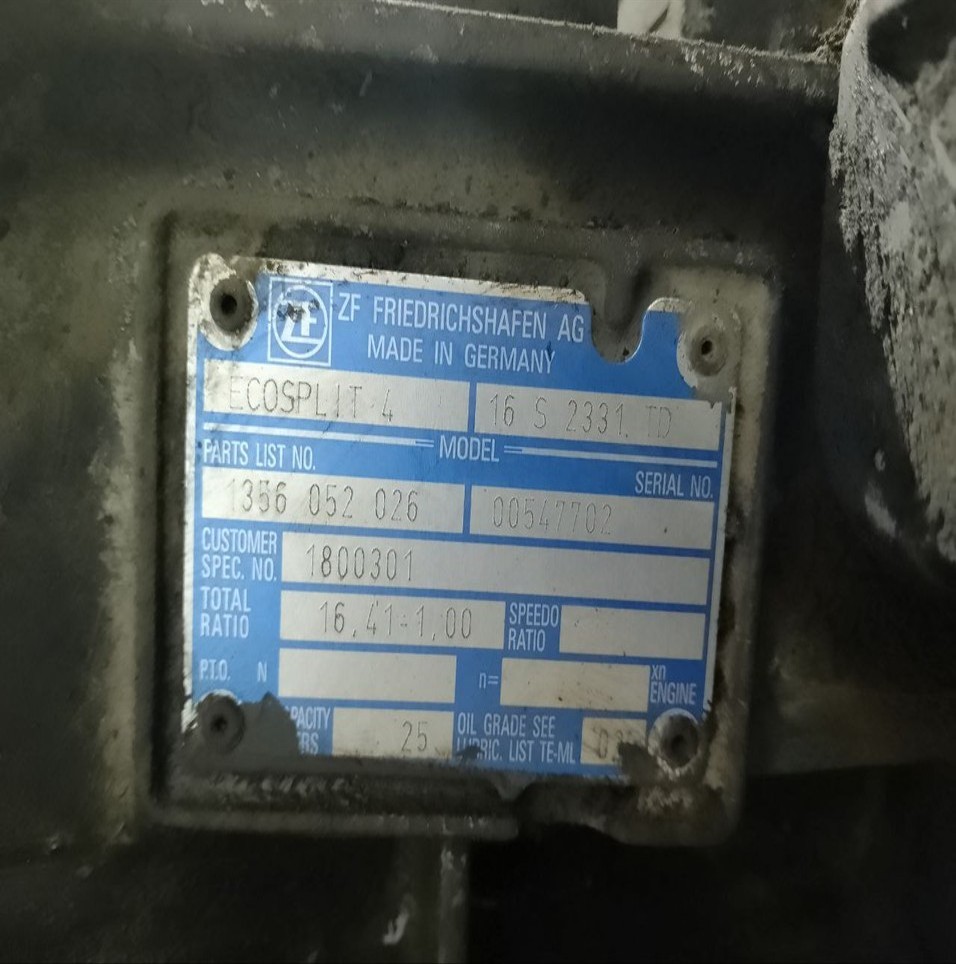 ZF
ZF FRIEDRICHSHAFEN AG
MADE IN GERMANY
ECOSPLIT 4 16 S 2331. TD
MODEL
PARTS LIST NO. SERIAL NO.
1356 052 026 00547702
CUSTOMER
SPEC. NO. 1800301
TOTAL
RATIO 16,41-1,00 SPEEDO
RATIO
P.T.O. N n= xn
ENGINE
25 OIL GRADE SEE
LUBRIC. LIST TE-ML